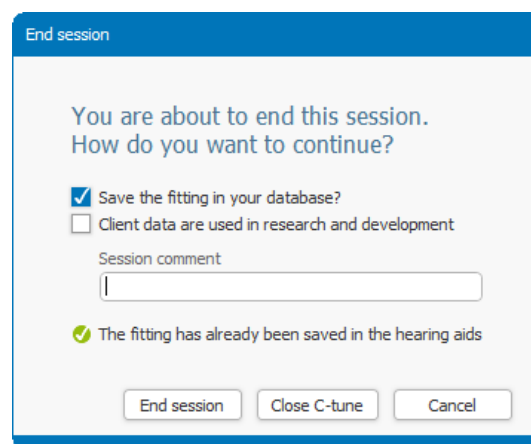 End session
You are about to end this session.
How do you want to continue?
Save the fitting in your database?
Client data are used in research and development
Session comment
The fitting has already been saved in the hearing aids
End session
Close C-tune
Cancel